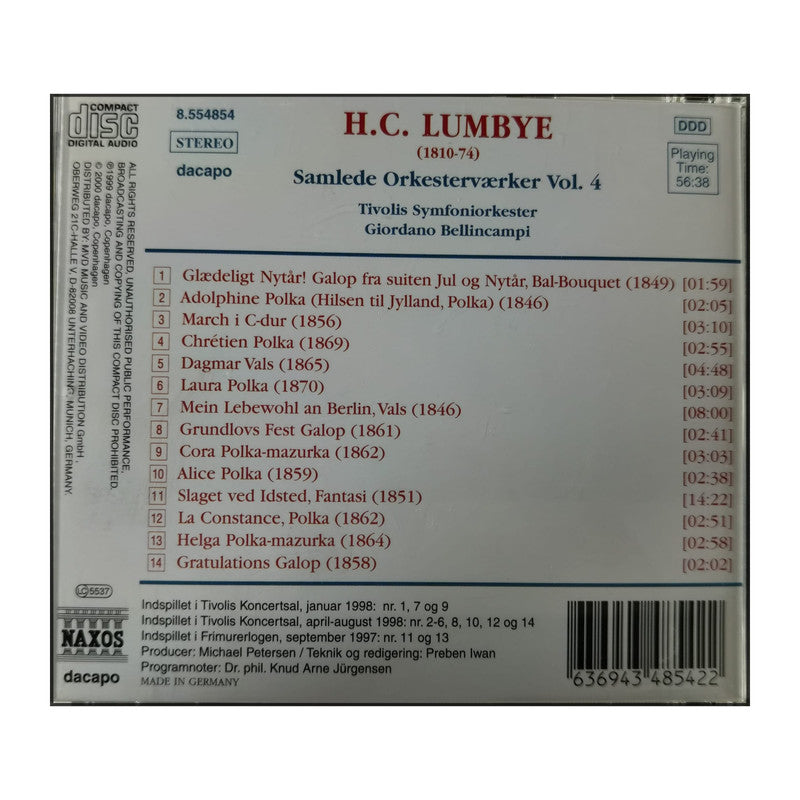 COMPACT
disc
DIGITAL AUDIO
8.554854
STEREO
dacapo
H.C. LUMBYE
(1810-74)
Samlede Orkesterværker Vol. 4
Tivolis Symfoniorkester
Giordano Bellincampi
DDD
Playing
Time:
56:38
ALL RIGHTS RESERVED, UNAUTHORISED PUBLIC PERFORMANCE,
BROADCASTING AND COPYING OF THIS COMPACT DISC PROHIBITED.
℗1999 dacapo, Copenhagen
© 2000 dacapo, Copenhagen
DISTRIBUTED BY: MVD MUSIC AND VIDEO DISTRIBUTION GmbH,
OBERWEG 21C-HALLE V, D-82008 UNTERHACHING, MUNICH, GERMANY.
1 Glædeligt Nytår! Galop fra suiten Jul og Nytår, Bal-Bouquet (1849) [01:59]
2 Adolphine Polka (Hilsen til Jylland, Polka) (1846) [02:05]
3 March i C-dur (1856) [03:10]
4 Chrétien Polka (1869) [02:55]
5 Dagmar Vals (1865) [04:48]
6 Laura Polka (1870) [03:09]
7 Mein Lebewohl an Berlin, Vals (1846) [08:00]
8 Grundlovs Fest Galop (1861) [02:41]
9 Cora Polka-mazurka (1862) [03:03]
10 Alice Polka (1859) [02:38]
11 Slaget ved Idsted, Fantasi (1851) [14:22]
12 La Constance, Polka (1862) [02:51]
13 Helga Polka-mazurka (1864) [02:58]
14 Gratulations Galop (1858) [02:02]
LC 5537
NAXOS
dacapo
Indspillet i Tivolis Koncertsal, januar 1998: nr. 1, 7 og 9
Indspillet i Tivolis Koncertsal, april-august 1998: nr. 2-6, 8, 10, 12 og 14
Indspillet i Frimurerlogen, september 1997: nr. 11 og 13
Producer: Michael Petersen / Teknik og redigering: Preben Iwan
Programnoter: Dr. phil. Knud Arne Jürgensen
MADE IN GERMANY
636943 485422